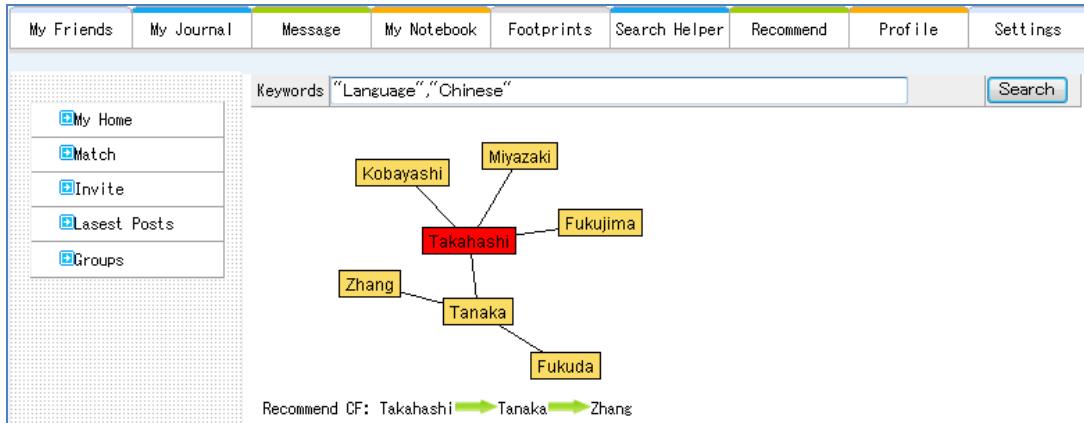 My Friends My Journal Message My Notebook Footprints Search Helper Recommend Profile Settings
Keywords "Language","Chinese" Search
My Home
Match
Invite
Lasest Posts
Groups
Miyazaki
Kobayashi
Fukujima
Takahashi
Zhang
Tanaka
Fukuda
Recommend CF: Takahashi Tanaka Zhang